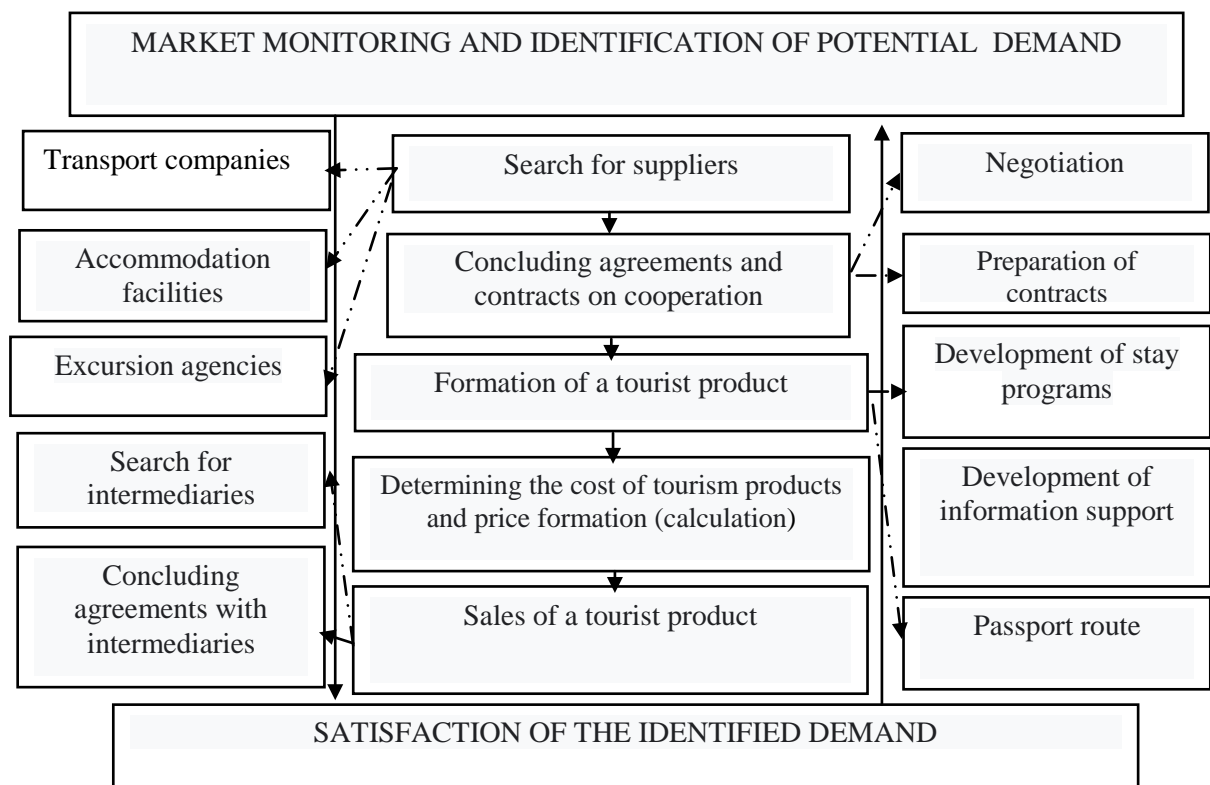 MARKET MONITORING AND IDENTIFICATION OF POTENTIAL DEMAND
Transport companies
Search for suppliers
Negotiation
Accommodation
facilities
Concluding agreements and
contracts on cooperation
Preparation of
contracts
Excursion agencies
Formation of a tourist product
Development of stay
programs
Search for
intermediaries
Determining the cost of tourism products
and price formation (calculation)
Development of
information support
Concluding
agreements with
intermediaries
Sales of a tourist product
Passport route
SATISFACTION OF THE IDENTIFIED DEMAND